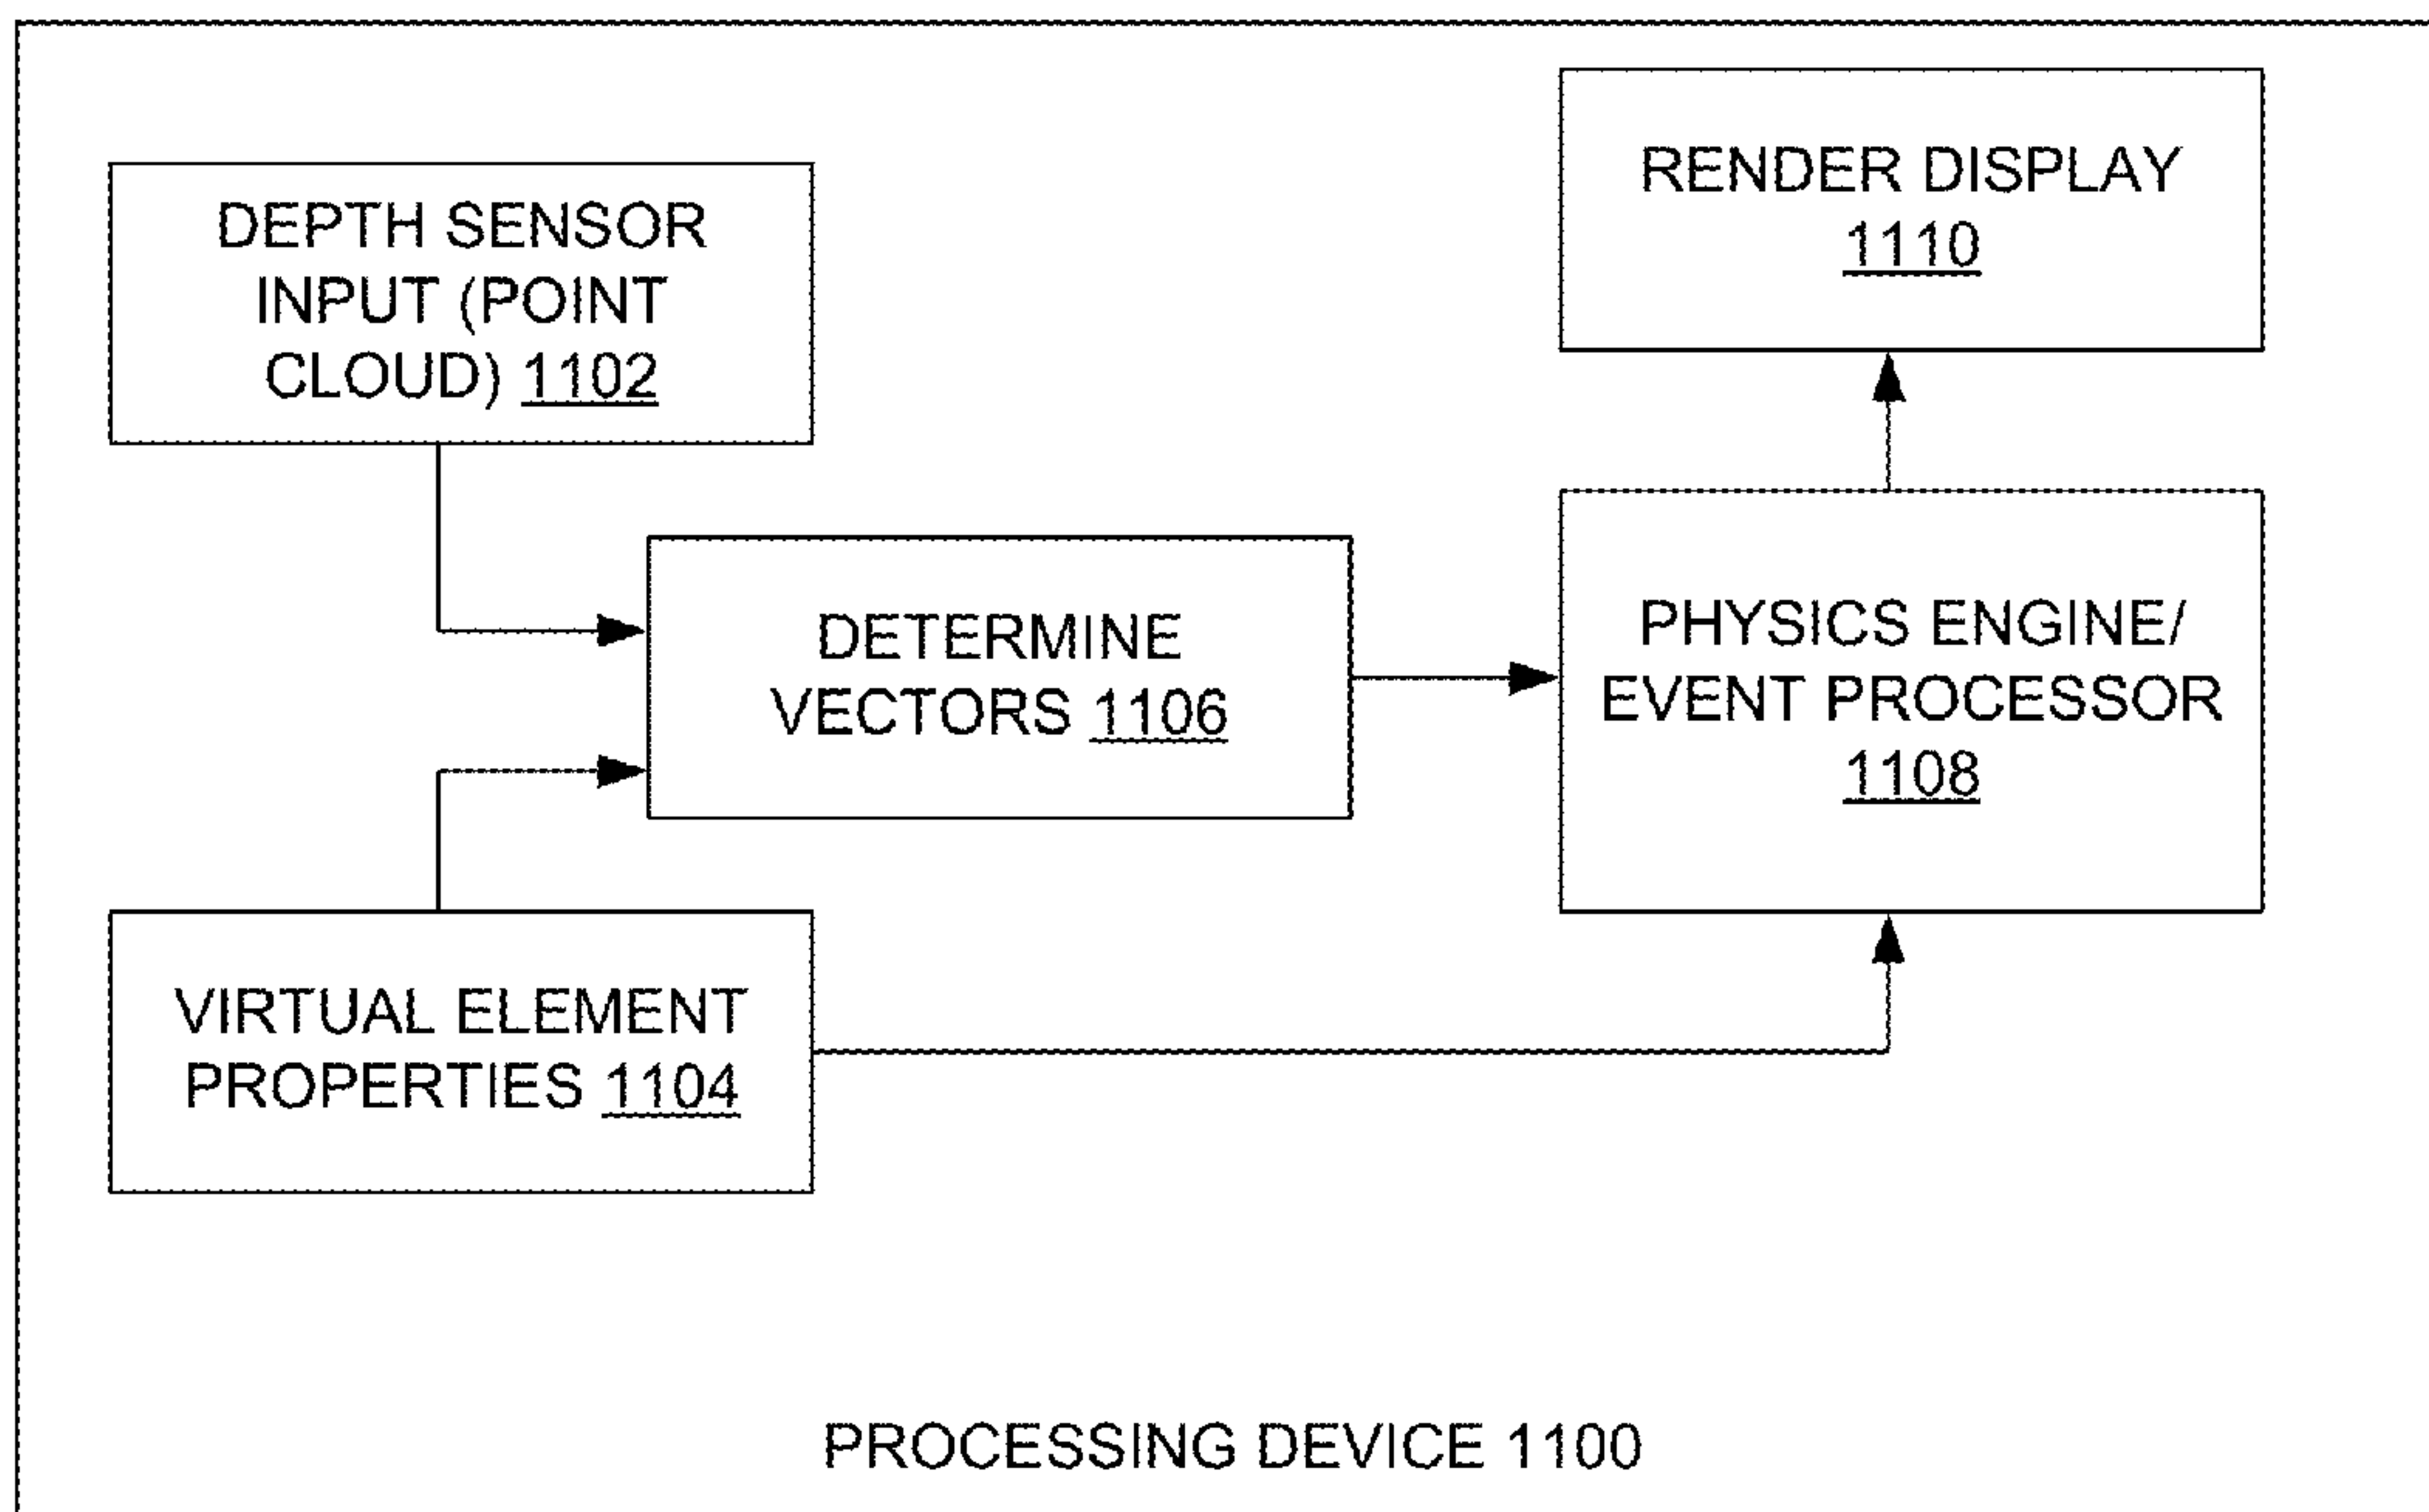 DEPTH SENSOR
INPUT (POINT
CLOUD) 1102
RENDER DISPLAY
1110
DETERMINE
VECTORS 1106
PHYSICS ENGINE/
EVENT PROCESSOR
1108
VIRTUAL ELEMENT
PROPERTIES 1104
PROCESSING DEVICE 1100